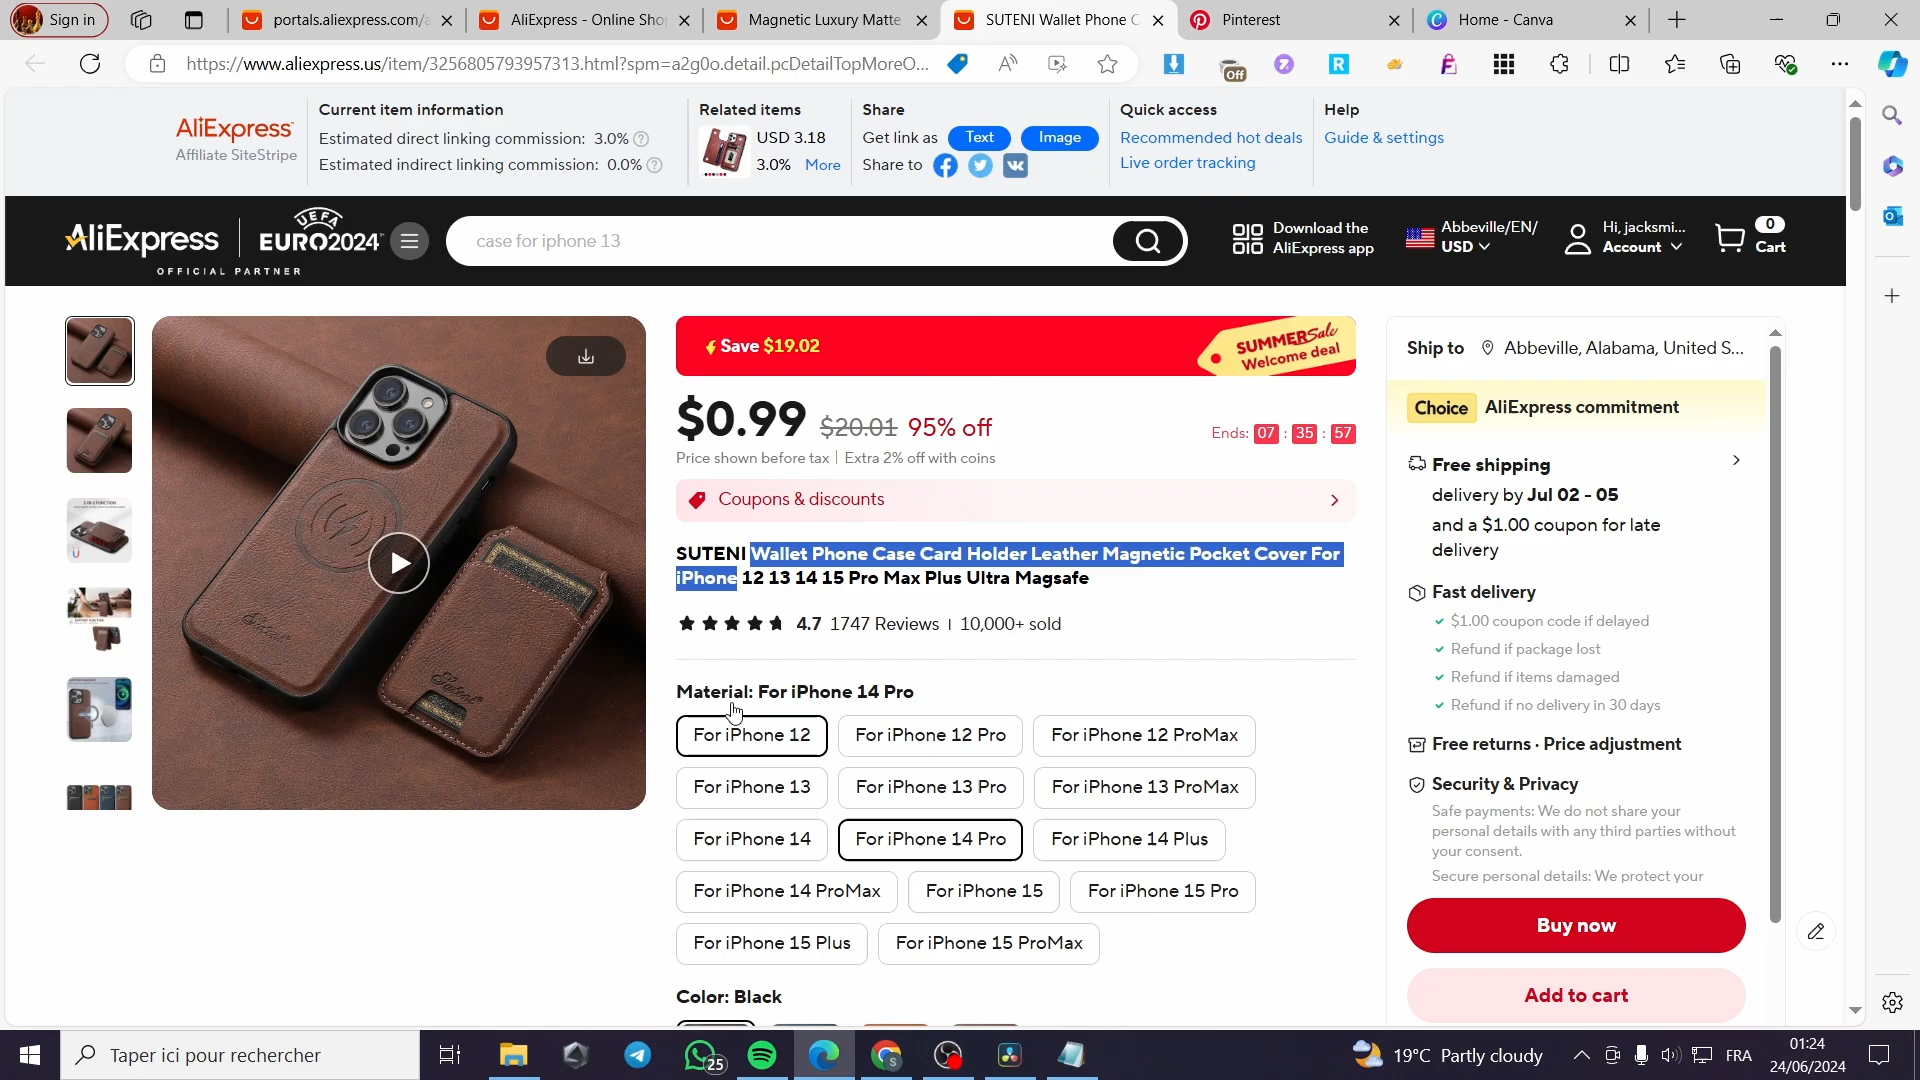 Sign in
portals.aliexpress.com/a
AliExpress - Online Sho
Magnetic Luxury Matte
SUTENI Wallet Phone C
Pinterest
Home - Canva
https://www.aliexpress.us/item/3256805793957313.html?spm=a2g0o.detail.pcDetailTopMoreO...
Off
AliExpress
Affiliate SiteStripe
Current item information
Estimated direct linking commission: 3.0%
Estimated indirect linking commission: 0.0%
Related items
USD 3.18
3.0% More
Share
Get link as Text Image
Share to
Quick access
Recommended hot deals
Live order tracking
Help
Guide & settings
AliExpress
UEFA
EURO2024
OFFICIAL PARTNER
case for iphone 13
Download the
AliExpress app
Abbeville/EN/
USD
Hi, jacksmi...
Account
0
Cart
Save $19.02
SUMMER Sale
Welcome deal
$0.99 $20.01 95% off
Ends: 07 : 35 : 57
Price shown before tax | Extra 2% off with coins
Coupons & discounts
SUTENI Wallet Phone Case Card Holder Leather Magnetic Pocket Cover For
iPhone 12 13 14 15 Pro Max Plus Ultra Magsafe
4.7 1747 Reviews | 10,000+ sold
Material: For iPhone 14 Pro
For iPhone 12 For iPhone 12 Pro For iPhone 12 ProMax
For iPhone 13 For iPhone 13 Pro For iPhone 13 ProMax
For iPhone 14 For iPhone 14 Pro For iPhone 14 Plus
For iPhone 14 ProMax For iPhone 15 For iPhone 15 Pro
For iPhone 15 Plus For iPhone 15 ProMax
Color: Black
Suteni
Suteni
Ship to Abbeville, Alabama, United S...
Choice AliExpress commitment
Free shipping
delivery by Jul 02 - 05
and a $1.00 coupon for late
delivery
Fast delivery
$1.00 coupon code if delayed
Refund if package lost
Refund if items damaged
Refund if no delivery in 30 days
Free returns · Price adjustment
Security & Privacy
Safe payments: We do not share your
personal details with any third parties without
your consent.
Secure personal details: We protect your
Buy now
Add to cart
Taper ici pour rechercher
25
19°C Partly cloudy
FRA
01:24
24/06/2024